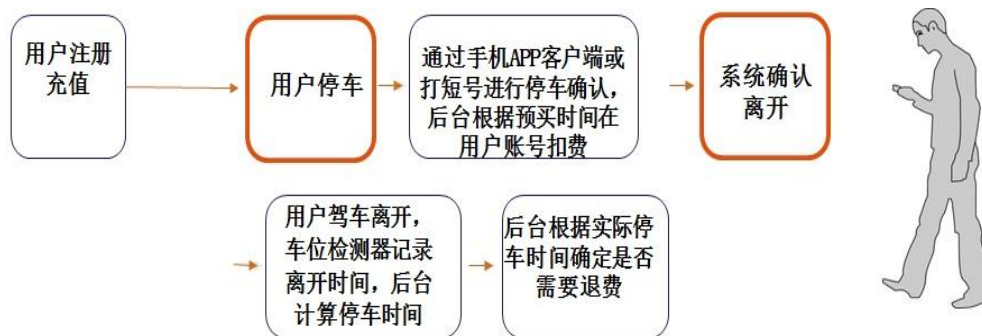 用户注册
充值
用户停车
通过手机APP客户端或
打短号进行停车确认，
后台根据预买时间在
用户账号扣费
系统确认
离开
用户驾车离开，
车位检测器记录
离开时间，后台
计算停车时间
后台根据实际停
车时间确定是否
需要退费